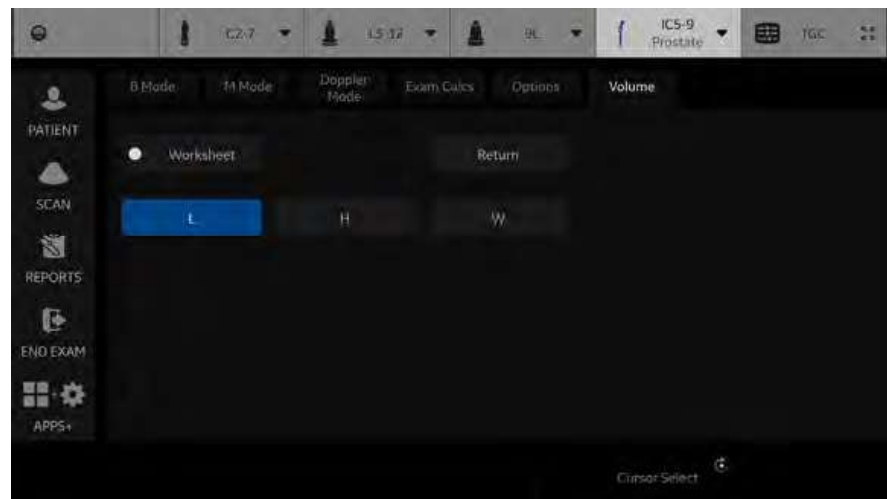 C2-7
L5-12
9L
IC5-9
Prostate
TGC
B Mode
M Mode
Doppler
Mode
Exam Calcs
Options
Volume
PATIENT
Worksheet
Return
SCAN
L
H
W
REPORTS
END EXAM
APPS+
Cursor Select